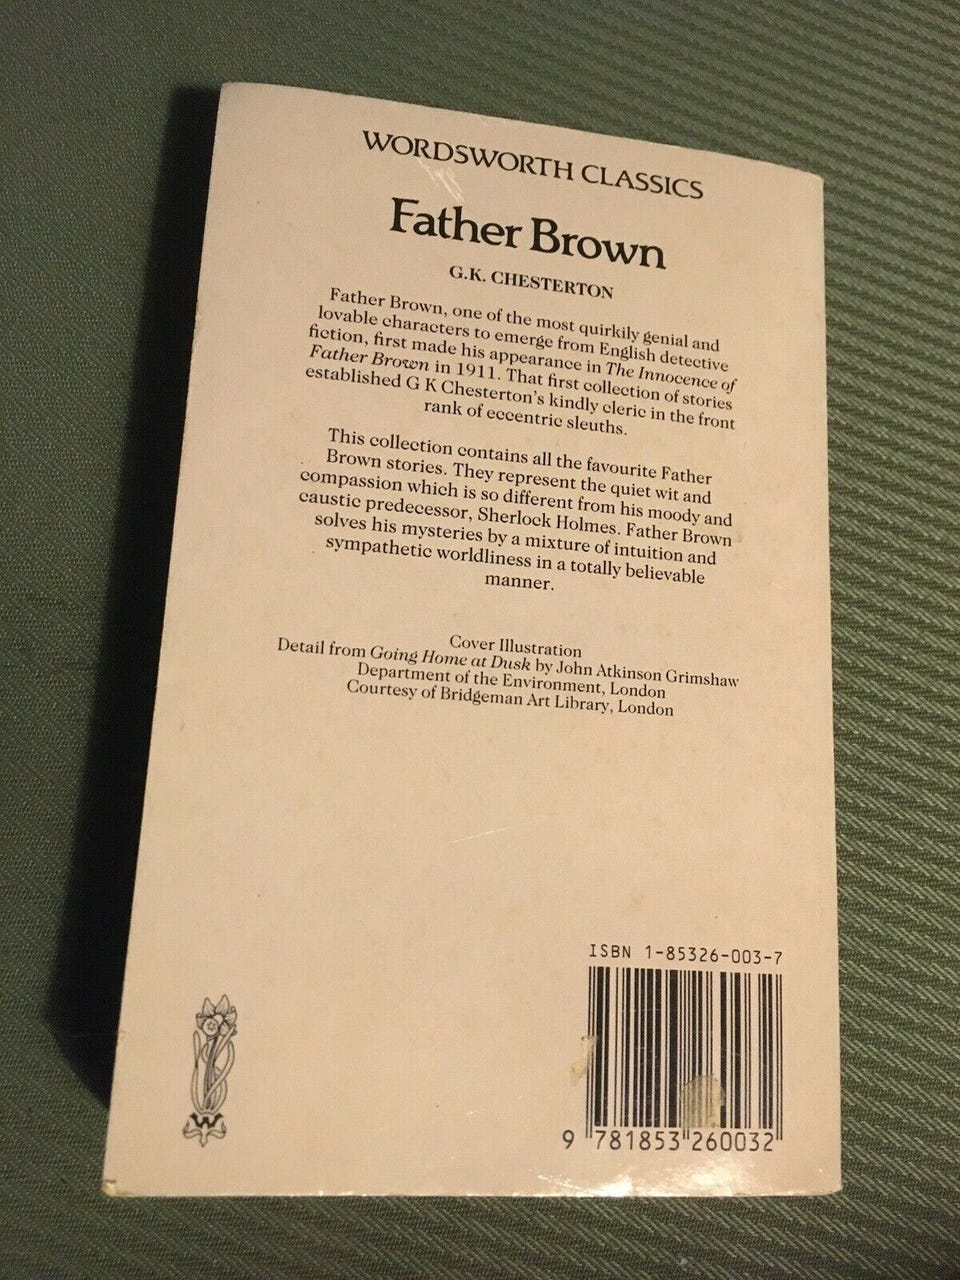 WORDSWORTH CLASSICS
Father Brown
G.K. CHESTERTON
Father Brown, one of the most quirkily genial and
lovable characters to emerge from English detective
fiction, first made his appearance in The Innocence of
Father Brown in 1911. That first collection of stories
established G K Chesterton's kindly cleric in the front
rank of eccentric sleuths.
This collection contains all the favourite Father
Brown stories. They represent the quiet wit and
compassion which is so different from his moody and
caustic predecessor, Sherlock Holmes. Father Brown
solves his mysteries by a mixture of intuition and
sympathetic worldliness in a totally believable
manner.
Cover Illustration
Detail from Going Home at Dusk by John Atkinson Grimshaw
Department of the Environment, London
Courtesy of Bridgeman Art Library, London
ISBN 1-85326-003-7
9 781853 260032
W